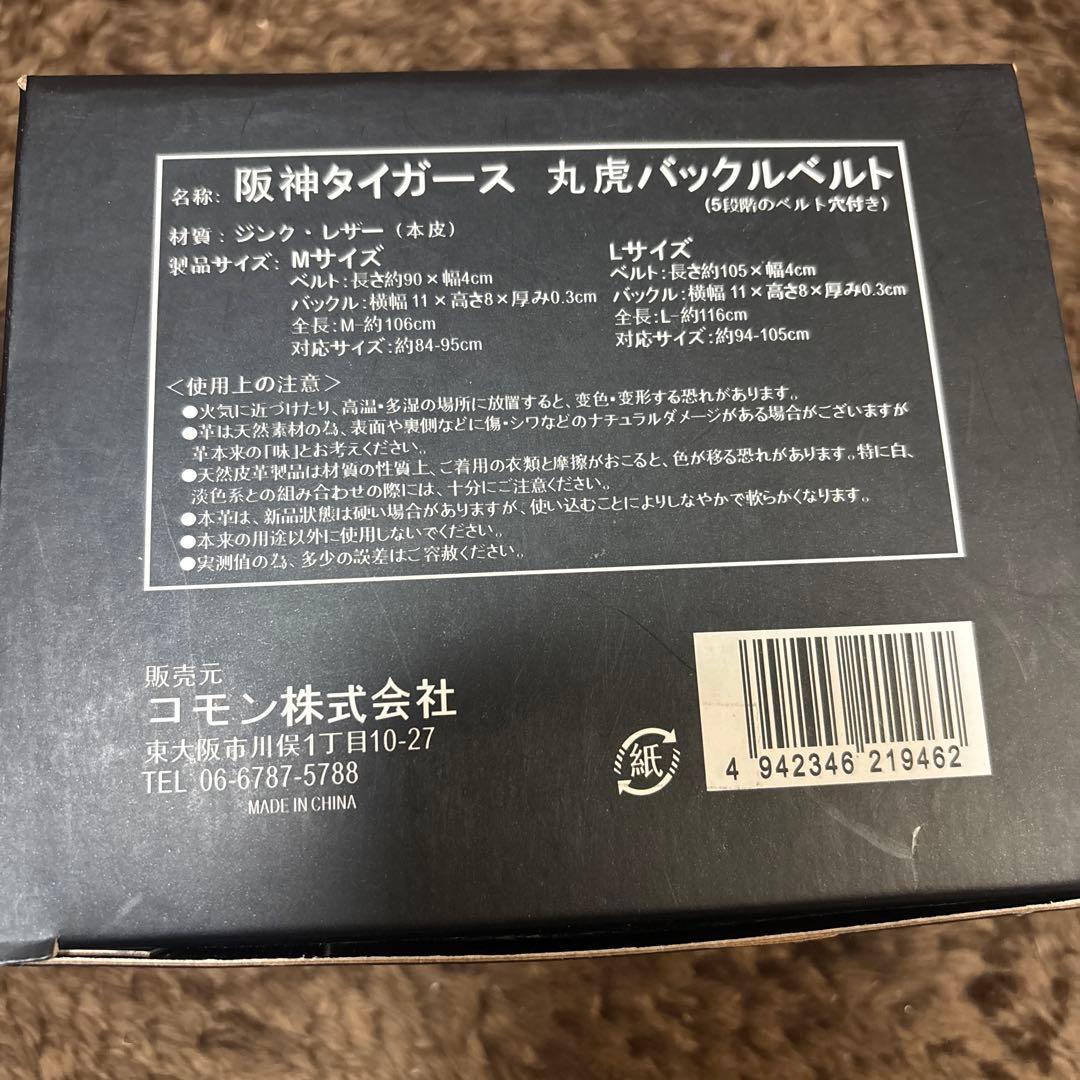 名称: 阪神タイガース 丸虎バックルベルト
(5段階のベルト穴付き)
材質: ジンク・レザー(本皮)
製品サイズ: Mサイズ
ベルト:長さ約90×幅4cm
バックル:横幅11×高さ8×厚み0.3cm
全長:M-約106cm
対応サイズ:約84-95cm
Lサイズ
ベルト:長さ約105×幅4cm
バックル:横幅11×高さ8×厚み0.3cm
全長:L-約116cm
対応サイズ:約94-105cm
<使用上の注意>
●火気に近づけたり、高温・多湿の場所に放置すると、変色・変形する恐れがあります。
●革は天然素材の為、表面や裏側などに傷・シワなどのナチュラルダメージがある場合がございますが
革本来の「味」とお考えください。
●天然皮革製品は材質の性質上、ご着用の衣類と摩擦がおこると、色が移る恐れがあります。特に白、
淡色系との組み合わせの際には、十分にご注意ください。
●本革は、新品状態は硬い場合がありますが、使い込むことによりしなやかで軟らかくなります。
●本来の用途以外に使用しないでください。
●実測値の為、多少の誤差はご容赦ください。
販売元
コモン株式会社
東大阪市川俣1丁目10-27
TEL 06-6787-5788
MADE IN CHINA
紙
4 942346 219462